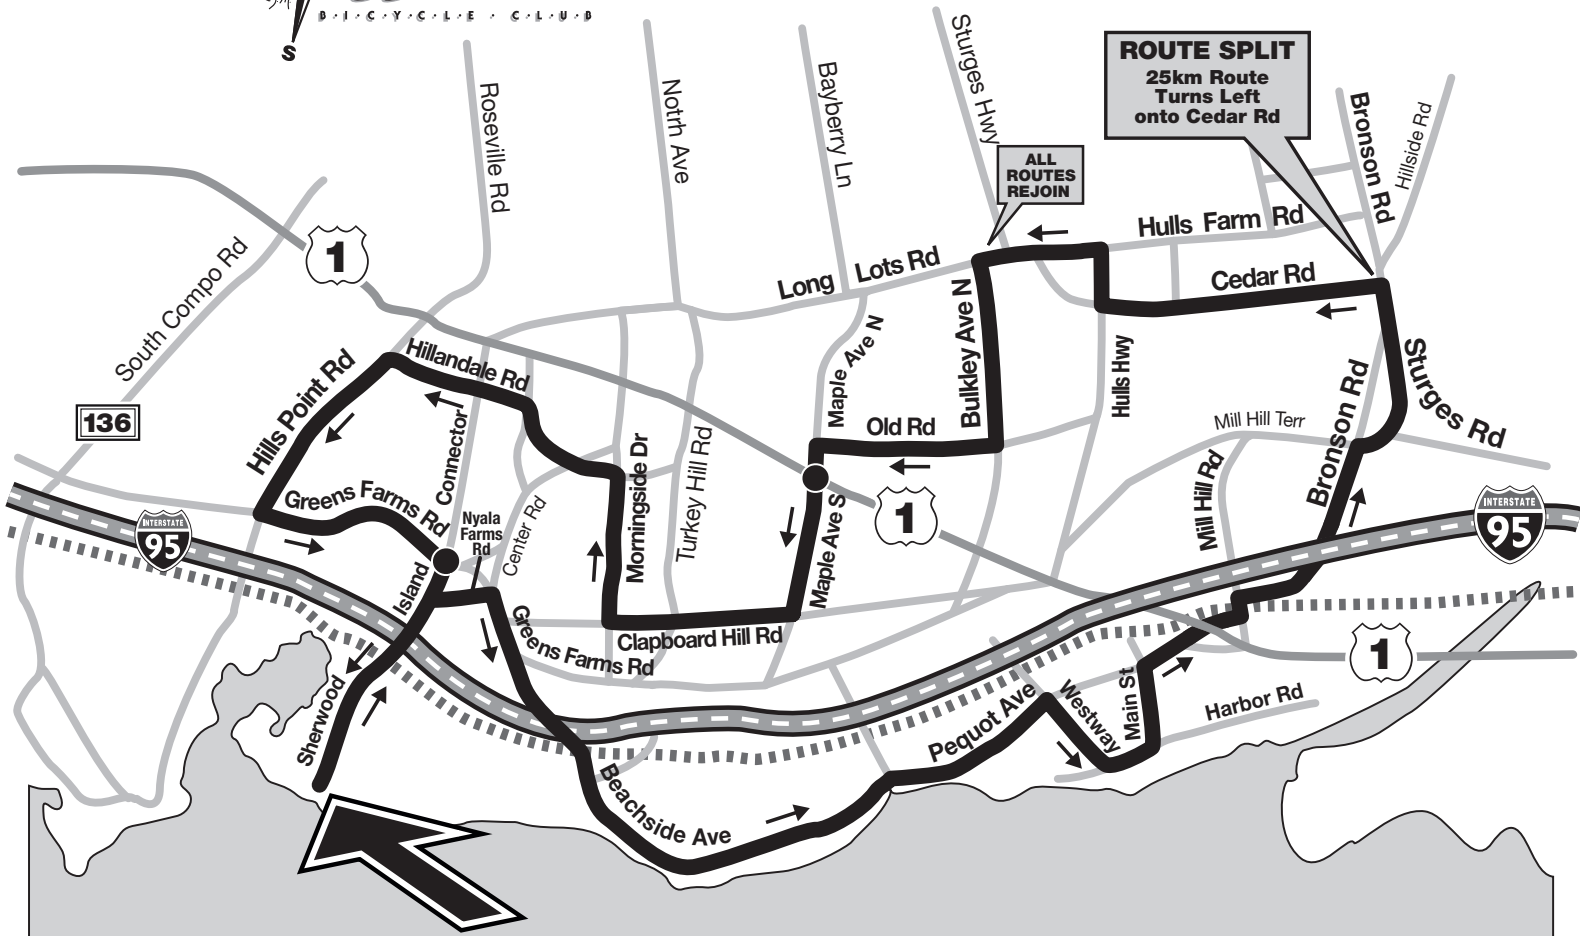 B·I·C·Y·C·L·E · C·L·U·B
S
ROUTE SPLIT
25km Route
Turns Left
onto Cedar Rd
ALL
ROUTES
REJOIN
Roseville Rd
Notrh Ave
Bayberry Ln
Sturges Hwy
Bronson Rd
Hillside Rd
South Compo Rd
1
Long Lots Rd
Hulls Farm Rd
Cedar Rd
136
Hills Point Rd
Hillandale Rd
Connector
Maple Ave N
Bulkley Ave N
Hulls Hwy
Old Rd
Mill Hill Terr
Bronson Rd
Sturges Rd
Greens Farms Rd
Nyala
Farms
Rd
Center Rd
Morningside Dr
Turkey Hill Rd
Maple Ave S
1
Mill Hill Rd
INTERSTATE
95
INTERSTATE
95
Island
Sherwood
Greens Farms Rd
Clapboard Hill Rd
1
Beachside Ave
Pequot Ave
Westway
Main St
Harbor Rd